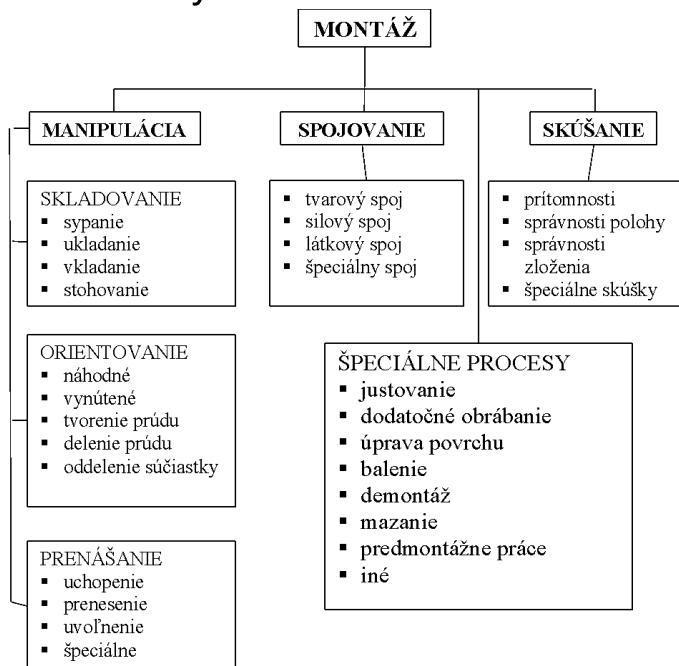 MONTÁŽ
MANIPULÁCIA
SPOJOVANIE
SKÚŠANIE
SKLADOVANIE
▪ sypanie
▪ ukladanie
▪ vkladanie
▪ stohovanie
▪ tvarový spoj
▪ silový spoj
▪ látkový spoj
▪ špeciálny spoj
▪ prítomnosti
▪ správnosti polohy
▪ správnosti
zloženia
▪ špeciálne skúšky
ORIENTOVANIE
▪ náhodné
▪ vynútené
▪ tvorenie prúdu
▪ delenie prúdu
▪ oddelenie súčiastky
ŠPECIÁLNE PROCESY
▪ justovanie
▪ dodatočné obrábanie
▪ úprava povrchu
▪ balenie
▪ demontáž
▪ mazanie
▪ predmontážne práce
▪ iné
PRENÁŠANIE
▪ uchopenie
▪ prenesenie
▪ uvoľnenie
▪ špeciálne